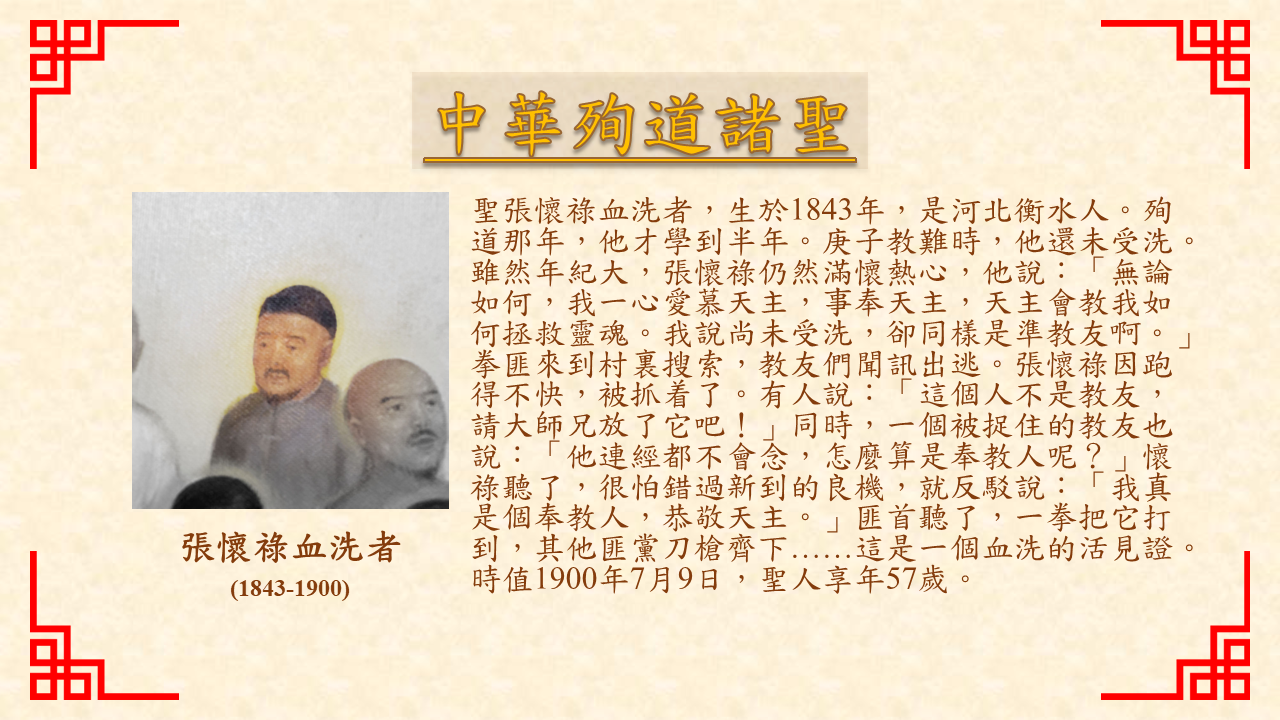 中華殉道諸聖
聖張懷祿血洗者，生於1843年，是河北衡水人。殉
道那年，他才學到半年。庚子教難時，他還未受洗。
雖然年紀大，張懷祿仍然滿懷熱心，他說：「無論
如何，我一心愛慕天主，事奉天主，天主會教我如
何拯救靈魂。我說尚未受洗，卻同樣是準教友啊。」
拳匪來到村裏搜索，教友們聞訊出逃。張懷祿因跑
得不快，被抓着了。有人說：「這個人不是教友，
請大師兄放了它吧！」同時，一個被捉住的教友也
說：「他連經都不會念，怎麼算是奉教人呢？」懷
祿聽了，很怕錯過新到的良機，就反駁說：「我真
是個奉教人，恭敬天主。」匪首聽了，一拳把它打
到，其他匪黨刀槍齊下……這是一個血洗的活見證。
時值1900年7月9日，聖人享年57歲。
張懷祿血洗者
(1843-1900)